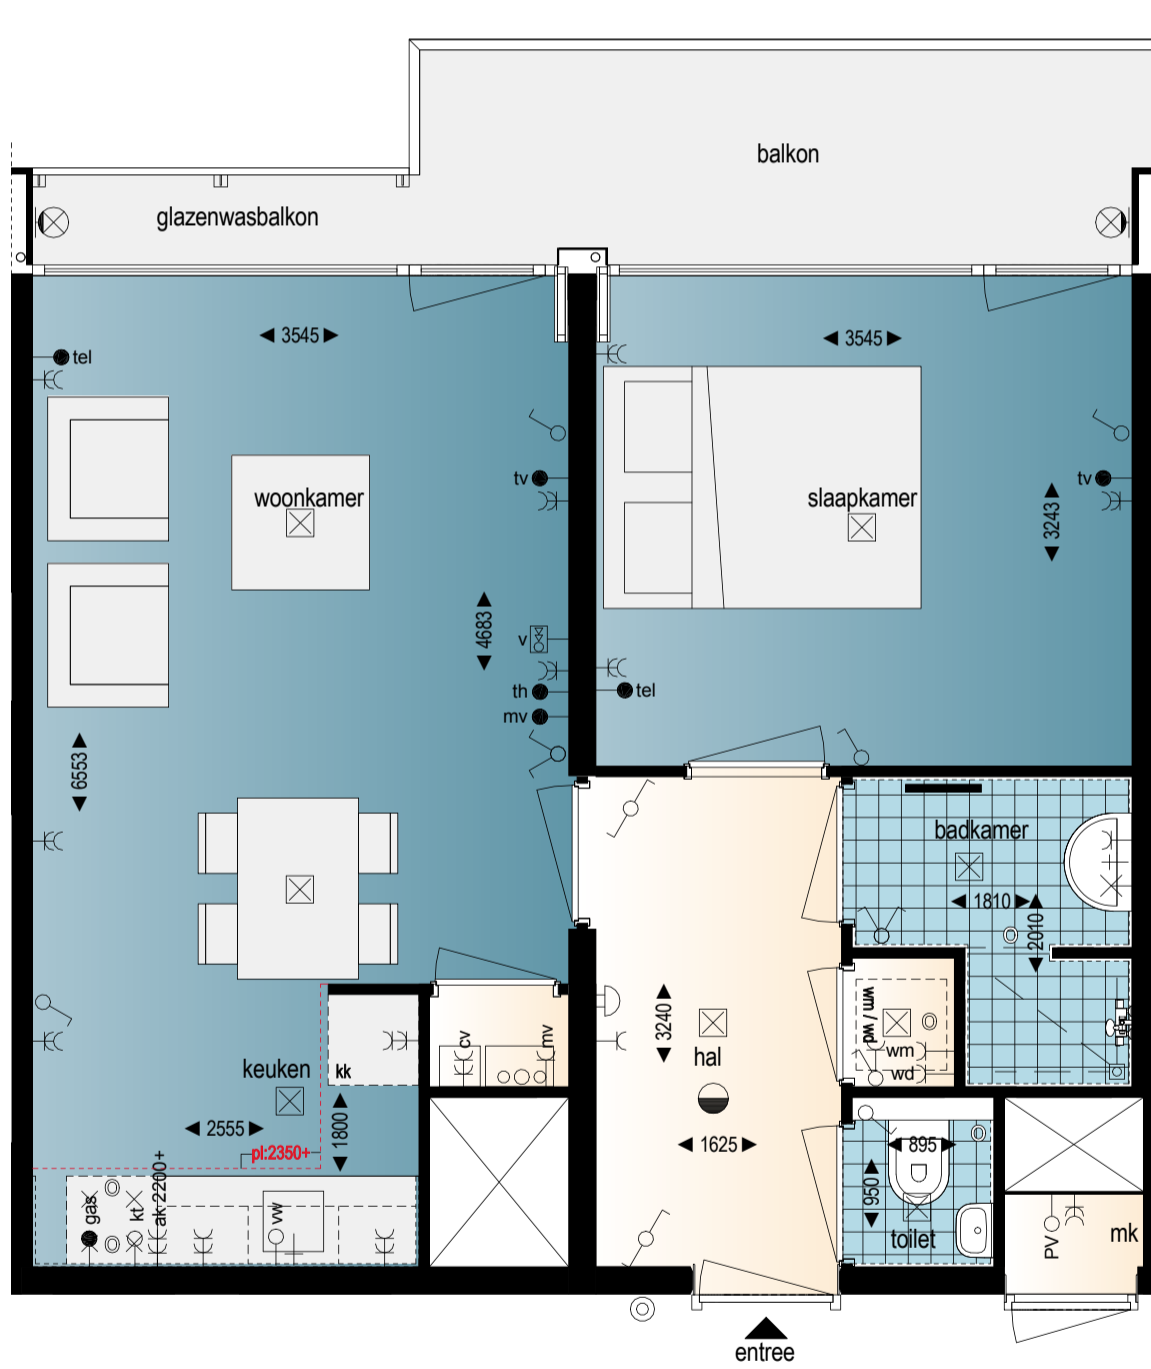 balkon
glazenwasbalkon
3545
3545
tel
tv
tv
woonkamer
slaapkamer
3243
4683
v
th
tel
mv
6553
badkamer
1810
2010
wm / wd
3240
cv
mv
hal
wm
wd
keuken
kk
2555
1800
pl:2350+
1625
895
950
gas
kt
ak 2200+
vw
toilet
PV
mk
entree